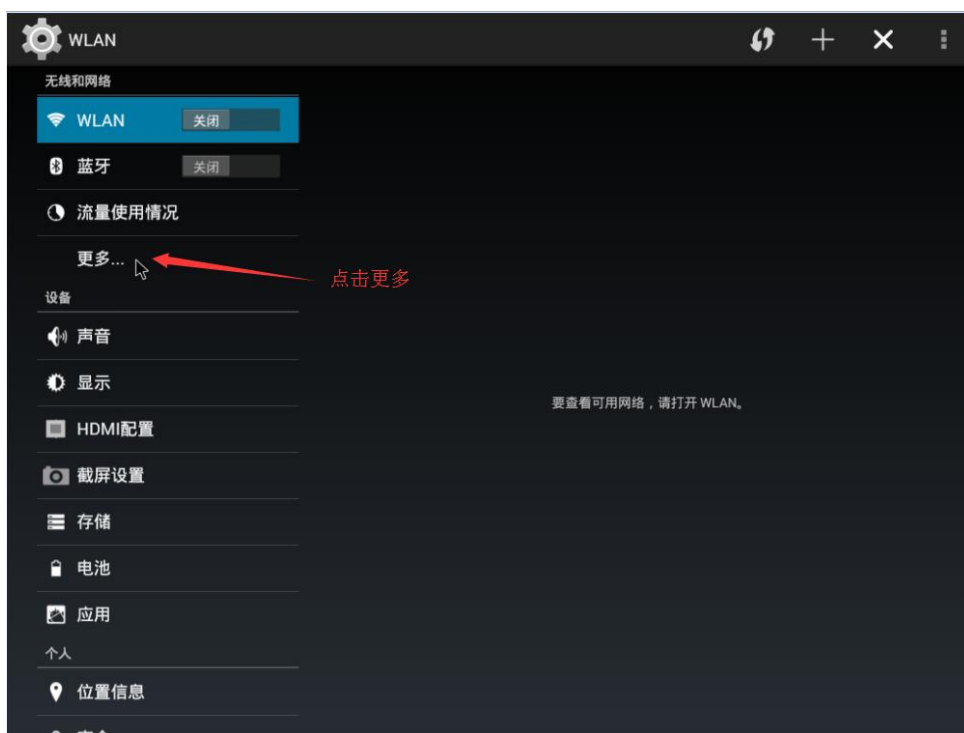 WLAN
无线和网络
WLAN 关闭
蓝牙 关闭
流量使用情况
更多...
点击更多
设备
声音
显示
要查看可用网络，请打开 WLAN。
HDMI配置
截屏设置
存储
电池
应用
个人
位置信息